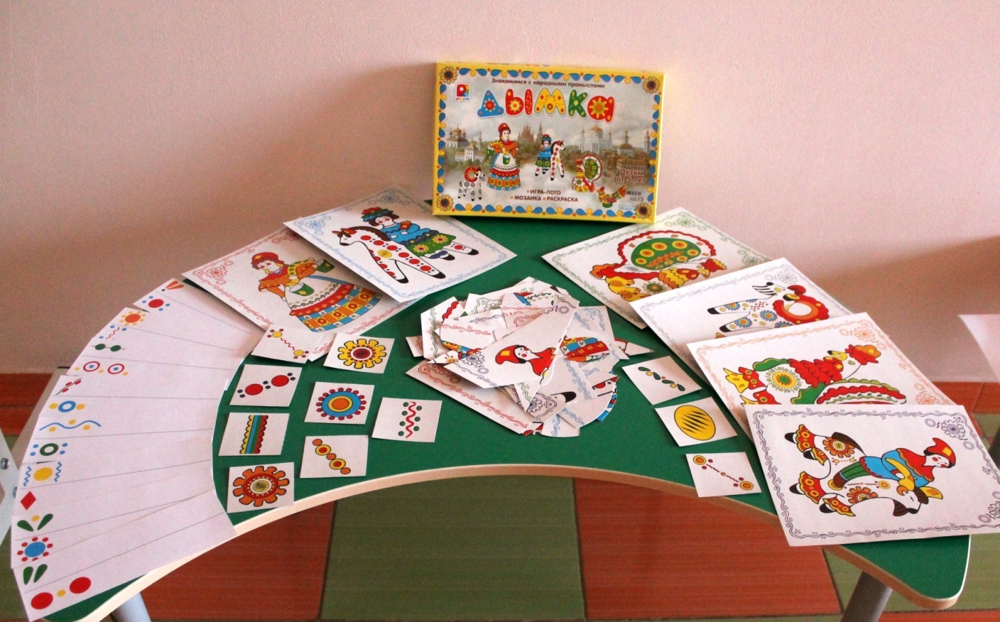 Знакомимся с народными промыслами
ДЫМКА
Детям
от 5 лет
ИГРА-ЛОТО
МОЗАИКА РАСКРАСКА